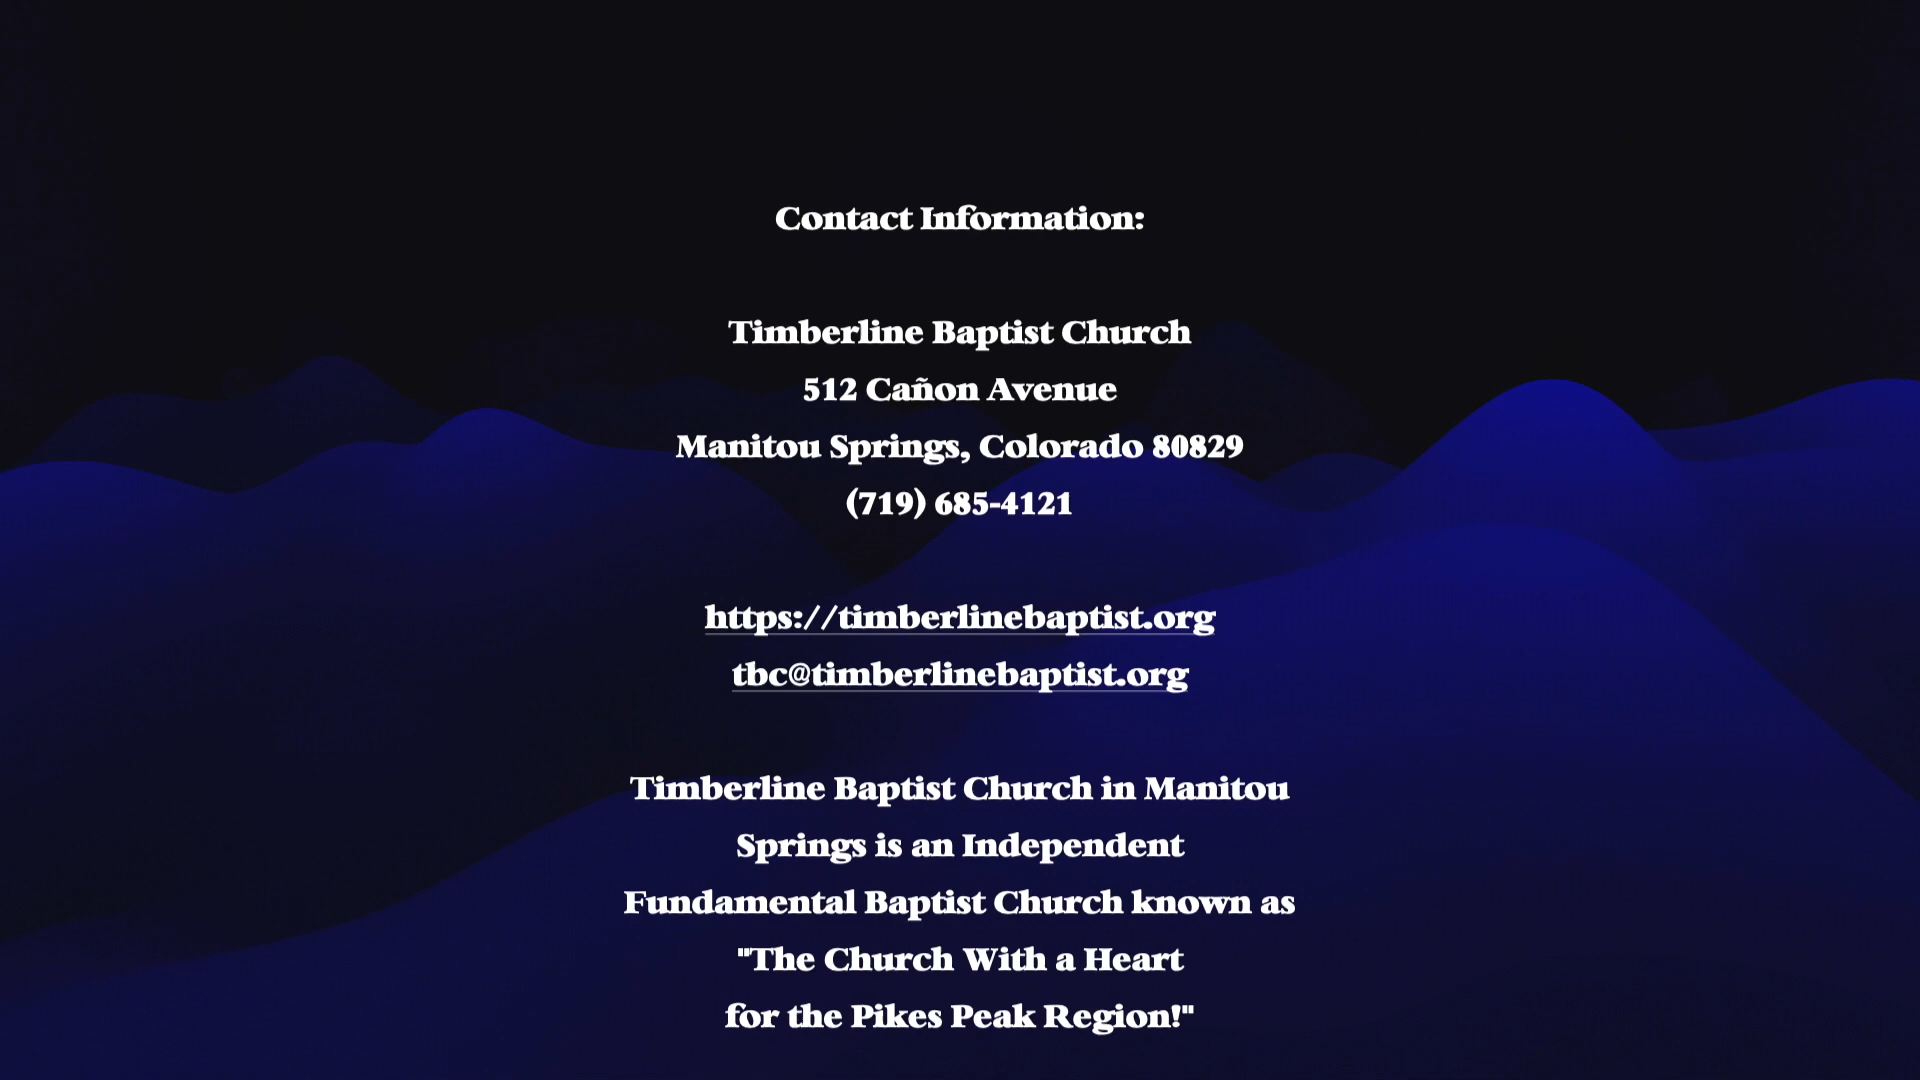 Contact Information:
Timberline Baptist Church
512 Cañon Avenue
Manitou Springs, Colorado 80829
(719) 685-4121
https://timberlinebaptist.org
tbc@timberlinebaptist.org
Timberline Baptist Church in Manitou
Springs is an Independent
Fundamental Baptist Church known as
"The Church With a Heart
for the Pikes Peak Region!"